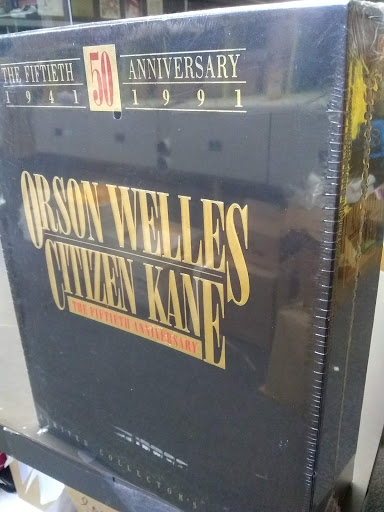 THE FIFTIETH 50 ANNIVERSARY
1941 1991
ORSON WELLES
CITIZEN KANE
THE FIFTIETH ANNIVERSARY
COLLECTOR'S